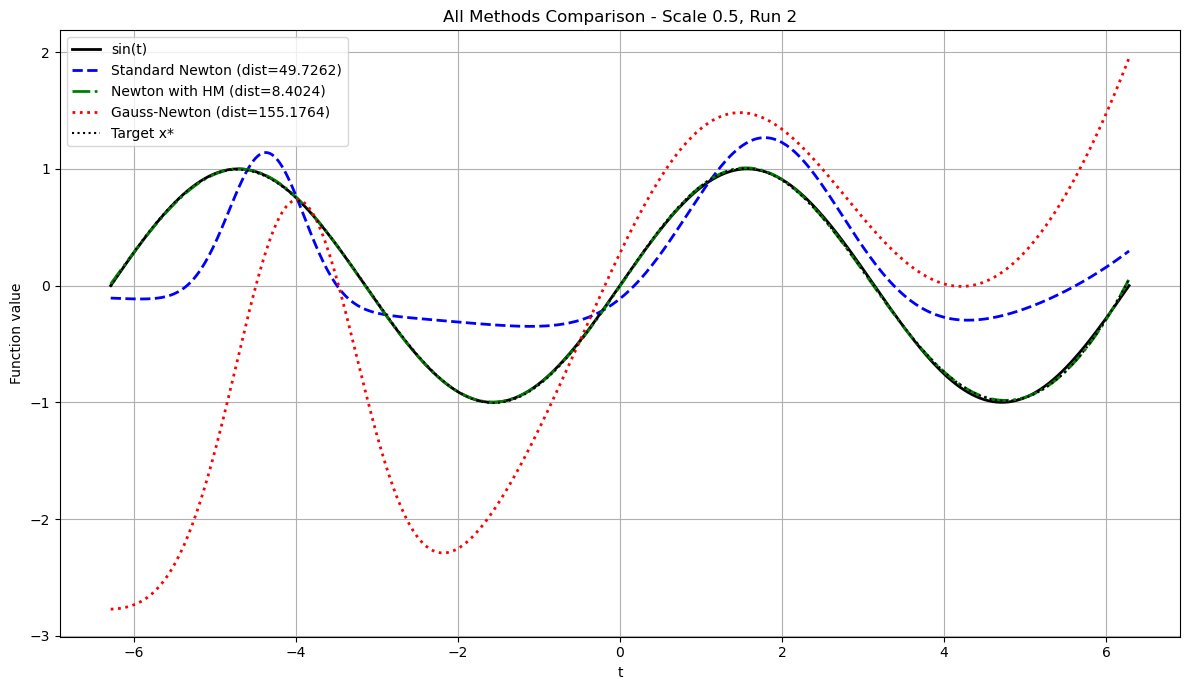 All Methods Comparison - Scale 0.5, Run 2
sin(t)
Standard Newton (dist=49.7262)
Newton with HM (dist=8.4024)
Gauss-Newton (dist=155.1764)
Target x*
Function value
2
1
0
−1
−2
−3
−6
−4
−2
0
2
4
6
t